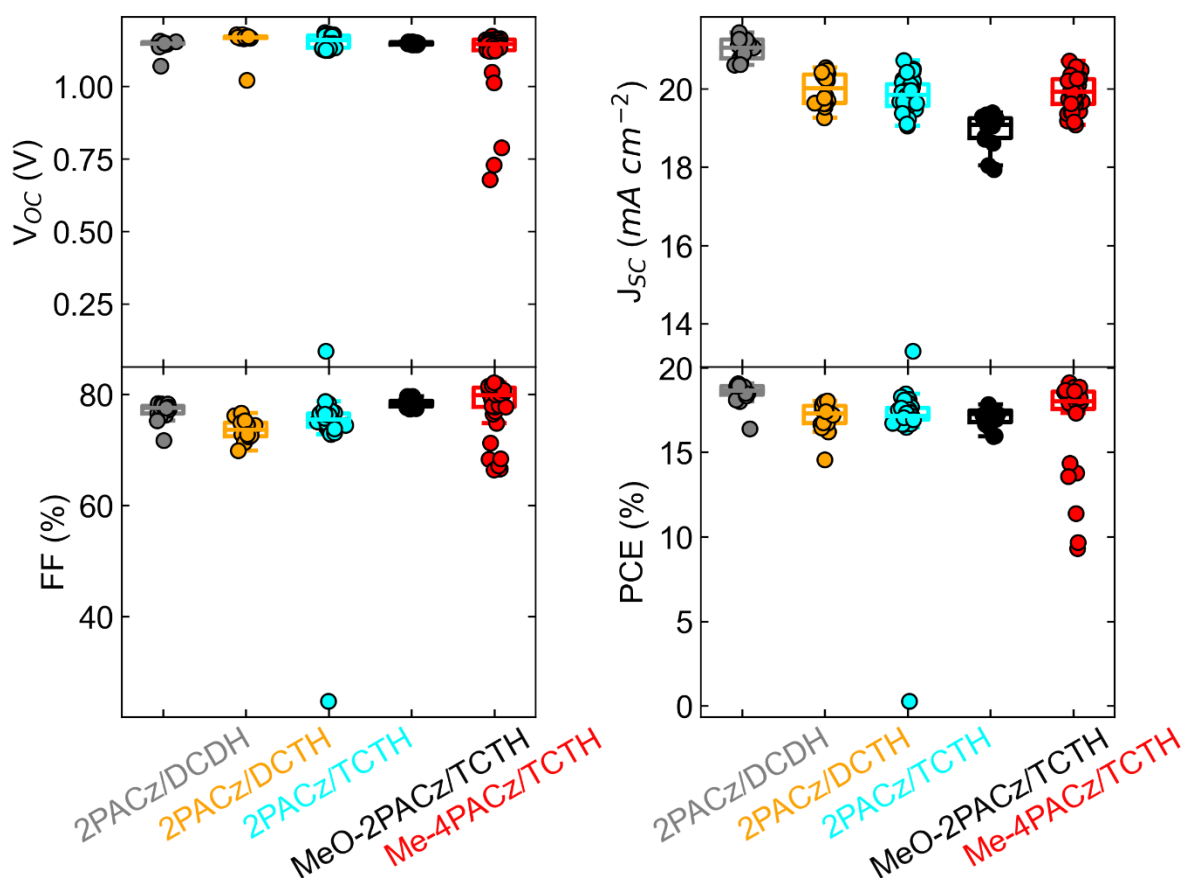 V_OC (V)
1.00
0.75
0.50
0.25
J_SC (mA cm⁻²)
20
18
16
14
FF (%)
80
60
40
PCE (%)
20
15
10
5
0
2PACz/DCDH
2PACz/DCTH
2PACz/TCTH
MeO-2PACz/TCTH
Me-4PACz/TCTH
2PACz/DCDH
2PACz/DCTH
2PACz/TCTH
MeO-2PACz/TCTH
Me-4PACz/TCTH